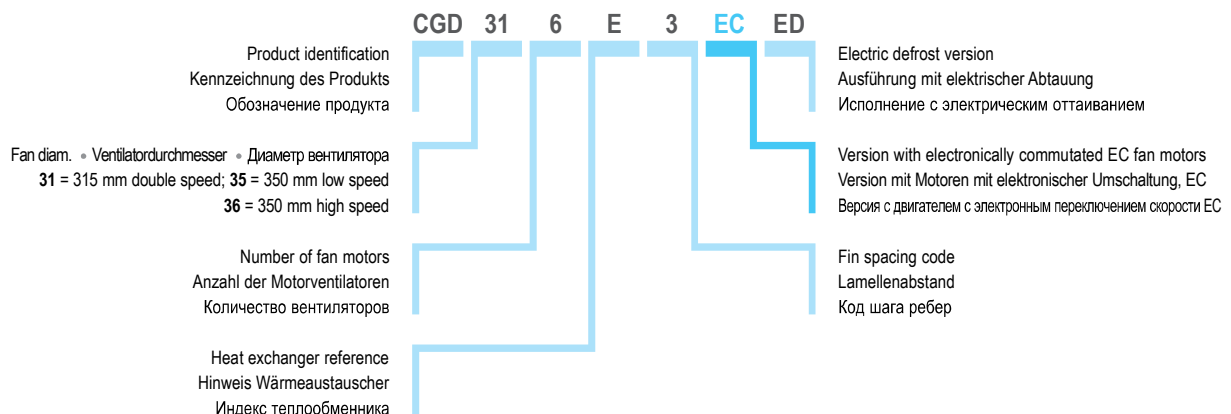 CGD 31 6 E 3 EC ED
Product identification
Kennzeichnung des Produkts
Обозначение продукта
Electric defrost version
Ausführung mit elektrischer Abtauung
Исполнение с электрическим оттаиванием
Fan diam. • Ventilatordurchmesser • Диаметр вентилятора
31 = 315 mm double speed; 35 = 350 mm low speed
36 = 350 mm high speed
Version with electronically commutated EC fan motors
Version mit Motoren mit elektronischer Umschaltung, EC
Версия с двигателем с электронным переключением скорости EC
Number of fan motors
Anzahl der Motorventilatoren
Количество вентиляторов
Fin spacing code
Lamellenabstand
Код шага ребер
Heat exchanger reference
Hinweis Wärmeaustauscher
Индекс теплообменника